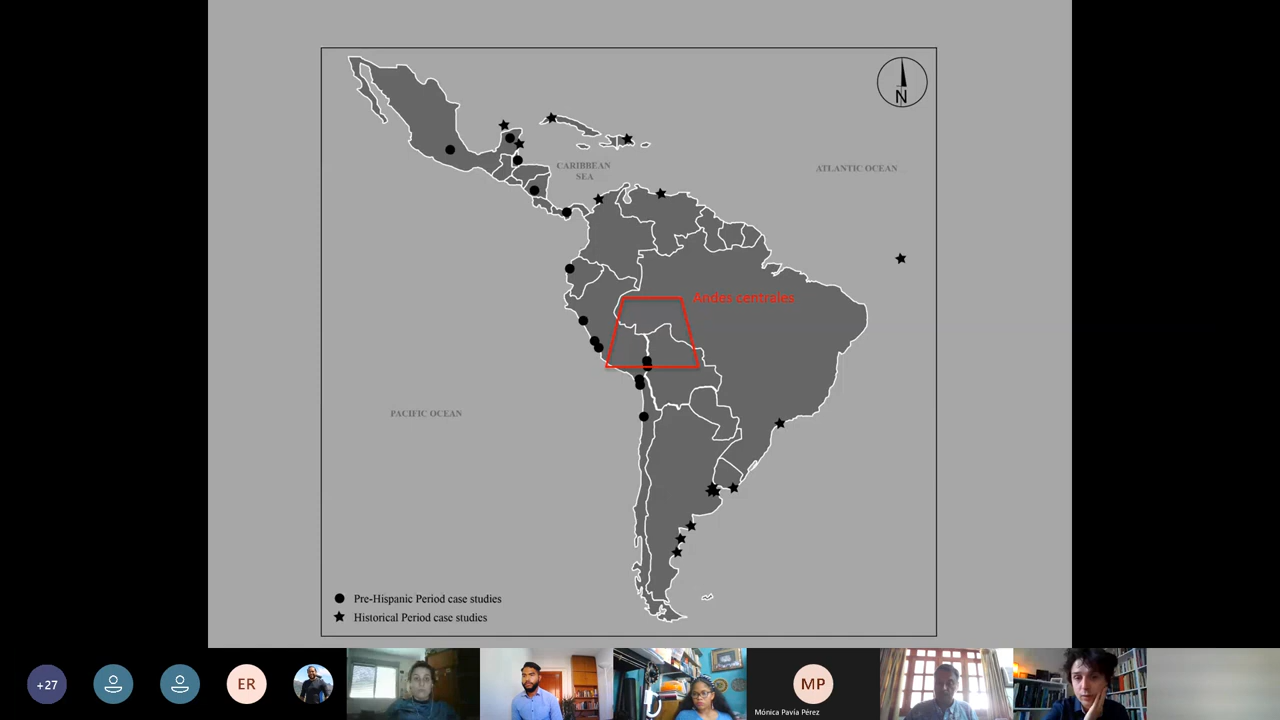 N
CARIBBEAN
SEA
ATLANTIC OCEAN
Andes centrales
PACIFIC OCEAN
Pre-Hispanic Period case studies
Historical Period case studies
+27
ER
MP
Mónica Pavía Pérez